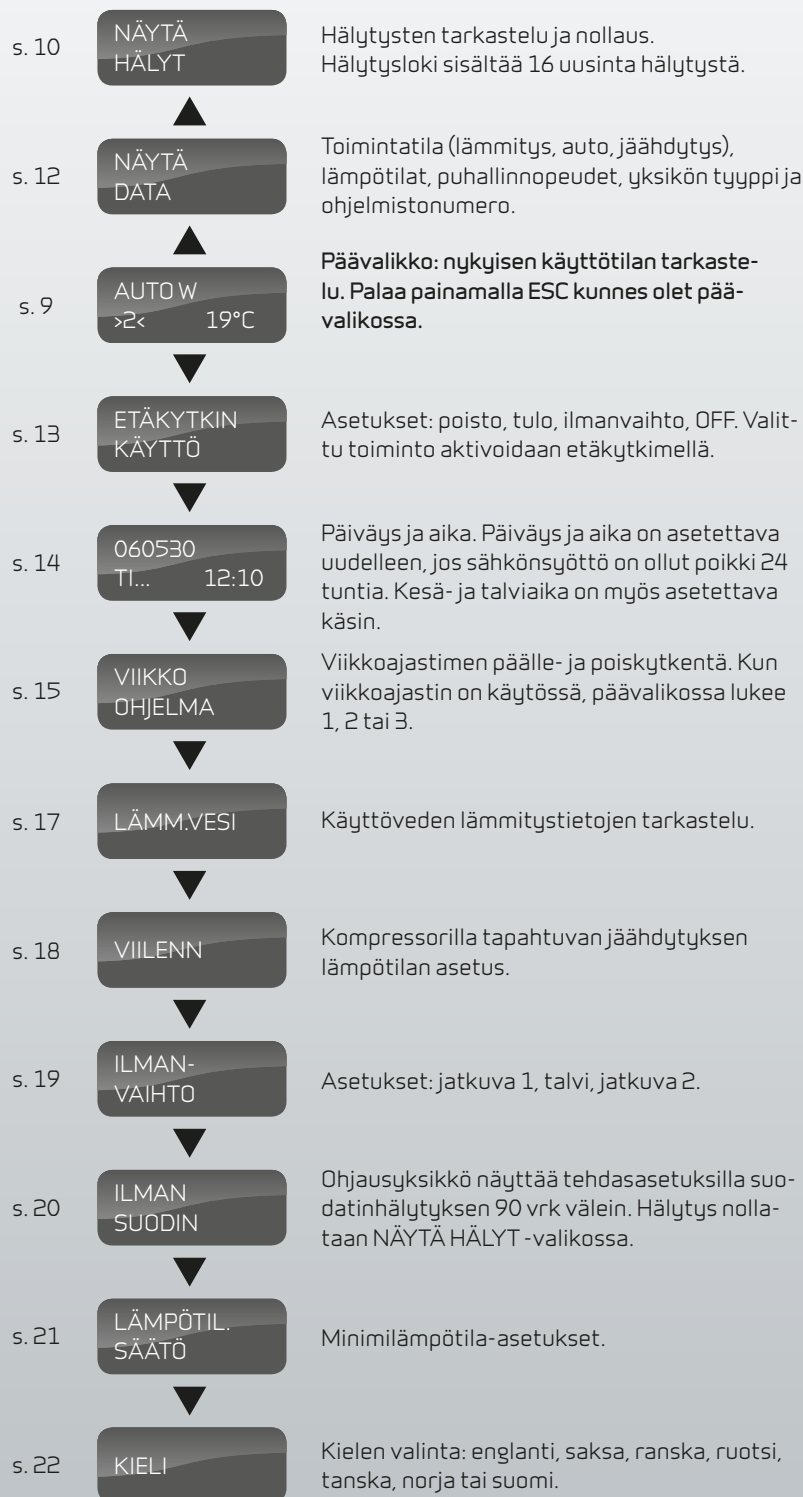 s. 10
NÄYTÄ
HÄLYT
Hälytysten tarkastelu ja nollaus.
Hälytysloki sisältää 16 uusinta hälytystä.
s. 12
NÄYTÄ
DATA
Toimintatila (lämmitys, auto, jäähdytys),
lämpötilat, puhallinnopeudet, yksikön tyyppi ja
ohjelmistonumero.
s. 9
AUTO W
>2< 19°C
Päävalikko: nykyisen käyttötilan tarkaste-
lu. Palaa painamalla ESC kunnes olet pää-
valikossa.
s. 13
ETÄKYTKIN
KÄYTTÖ
Asetukset: poisto, tulo, ilmanvaihto, OFF. Valit-
tu toiminto aktivoidaan etäkytkimellä.
s. 14
060530
TI... 12:10
Päiväys ja aika. Päiväys ja aika on asetettava
uudelleen, jos sähkönsyöttö on ollut poikki 24
tuntia. Kesä- ja talviaika on myös asetettava
käsin.
s. 15
VIIKKO
OHJELMA
Viikkoajastimen päälle- ja poiskytkentä. Kun
viikkoajastin on käytössä, päävalikossa lukee
1, 2 tai 3.
s. 17
LÄMM.VESI
Käyttöveden lämmitystietojen tarkastelu.
s. 18
VIILENN
Kompressorilla tapahtuvan jäähdytyksen
lämpötilan asetus.
s. 19
ILMAN-
VAIHTO
Asetukset: jatkuva 1, talvi, jatkuva 2.
s. 20
ILMAN
SUODIN
Ohjausyksikkö näyttää tehdasasetuksilla suo-
datinhälytyksen 90 vrk välein. Hälytys nolla-
taan NÄYTÄ HÄLYT -valikossa.
s. 21
LÄMPÖTIL.
SÄÄTÖ
Minimilämpötila-asetukset.
s. 22
KIELI
Kielen valinta: englanti, saksa, ranska, ruotsi,
tanska, norja tai suomi.